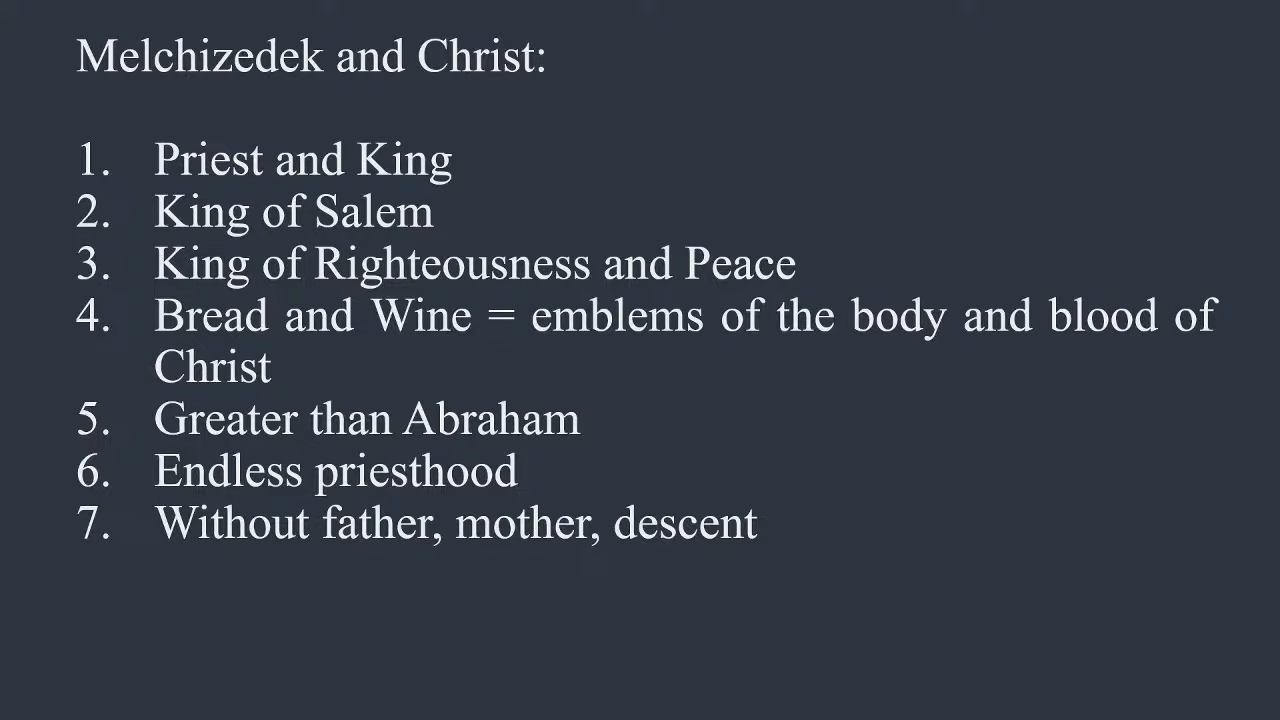 Melchizedek and Christ:
1. Priest and King
2. King of Salem
3. King of Righteousness and Peace
4. Bread and Wine = emblems of the body and blood of
Christ
5. Greater than Abraham
6. Endless priesthood
7. Without father, mother, descent